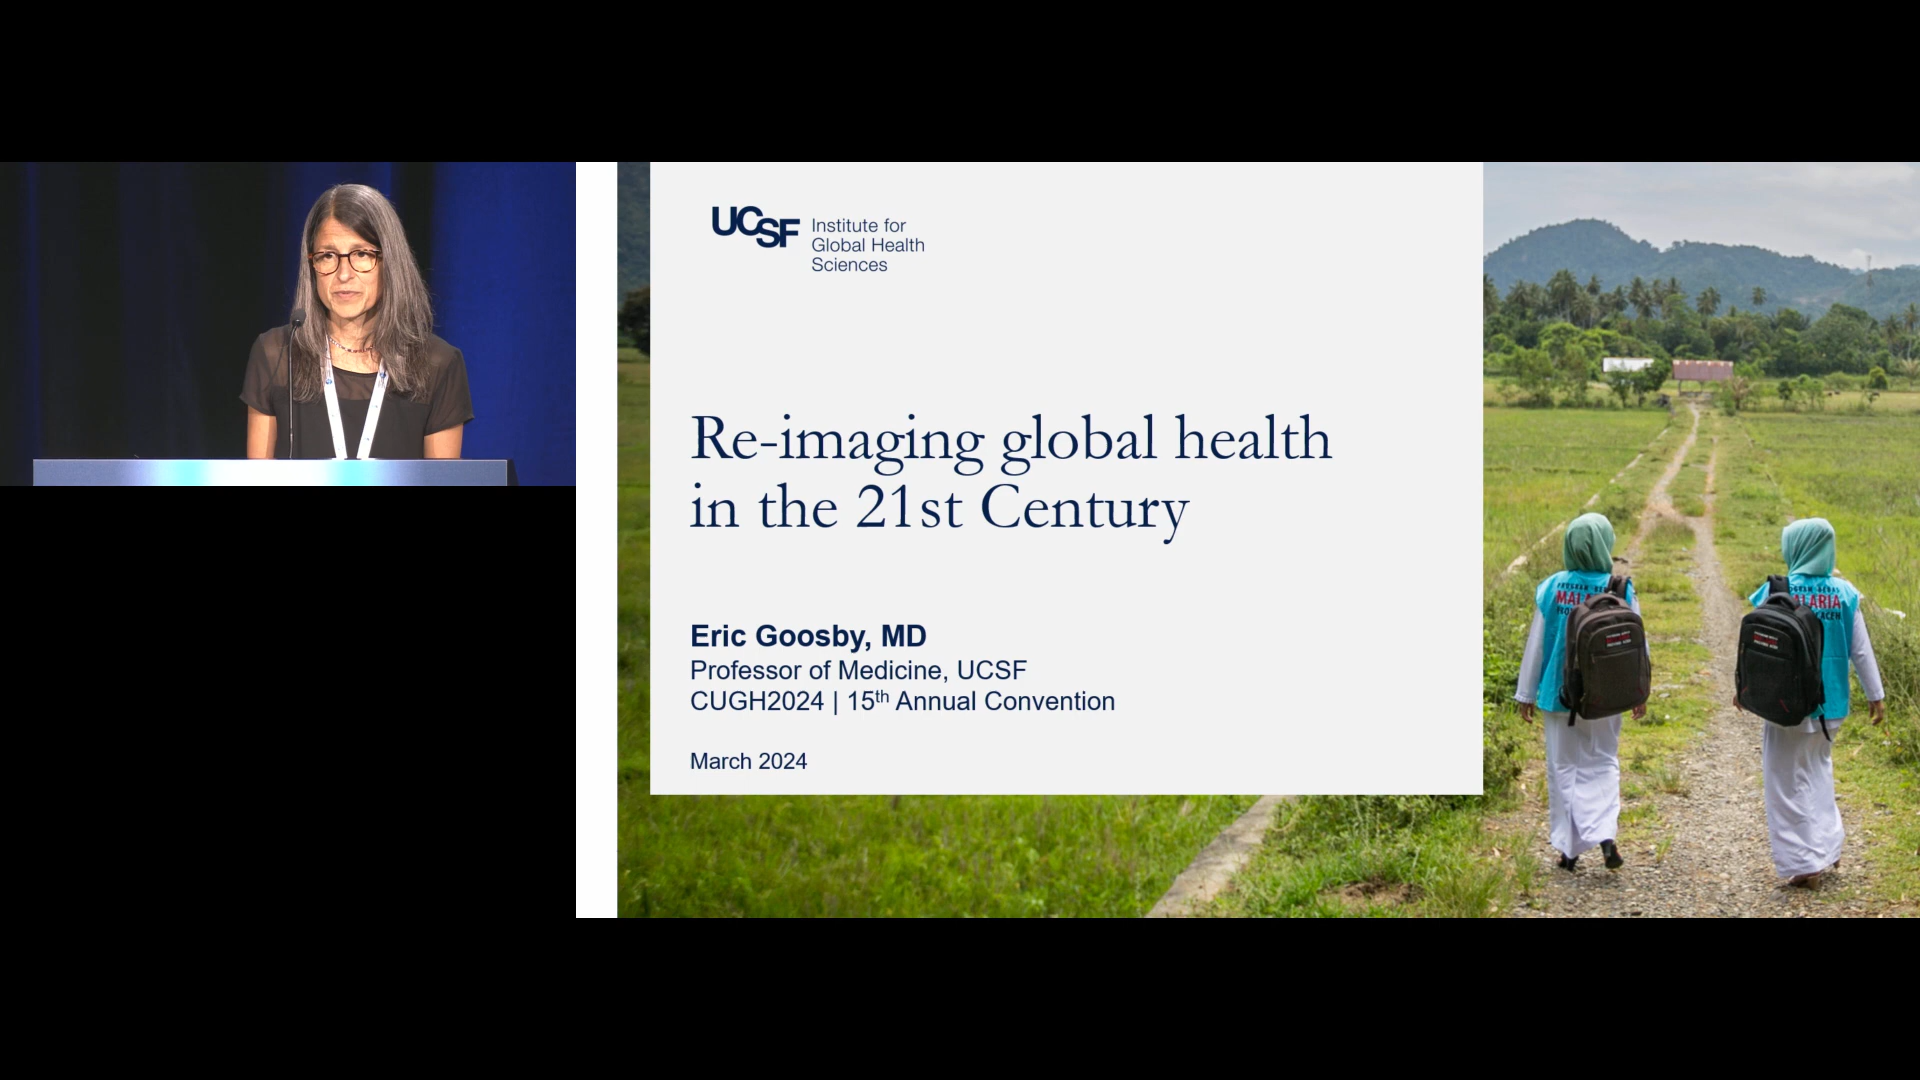 UCSF
Institute for
Global Health
Sciences
Re-imaging global health
in the 21st Century
Eric Goosby, MD
Professor of Medicine, UCSF
CUGH2024 | 15th Annual Convention
March 2024
MALARIA